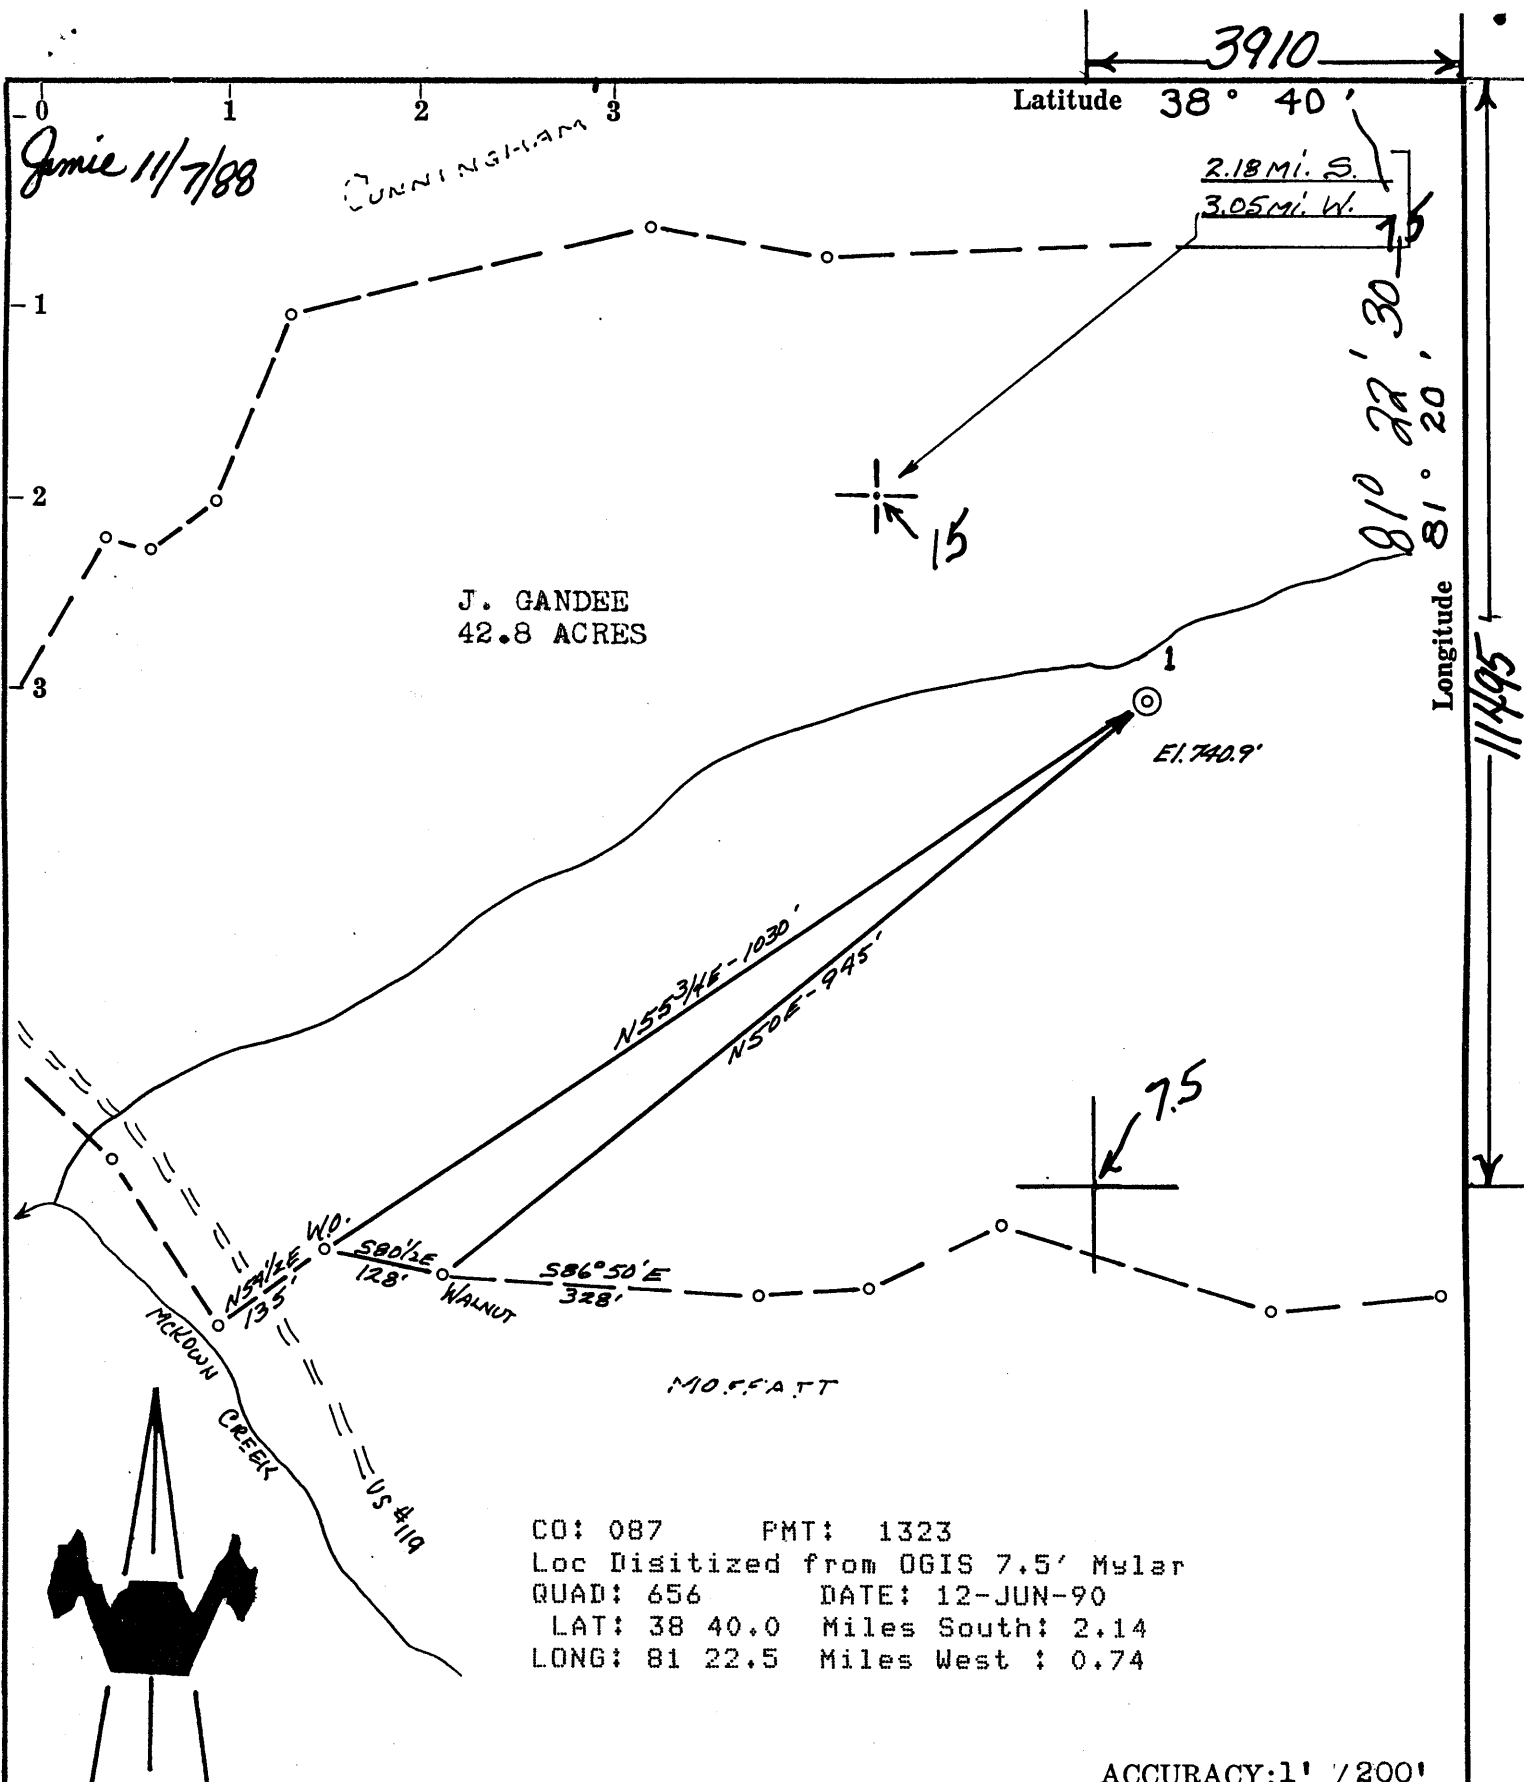 3910
0 1 2 3
Latitude 38° 40'
Jamie 11/7/88
CUNNINGHAM
2.18 Mi. S.
3.05 Mi. W.
7.5
- 1
81° 22' 30
Longitude 81° 20'
- 2
15
J. GANDEE
42.8 ACRES
- 3
11495
1
El. 740.9'
N55 3/4E - 1030'
N50E - 945'
7.5
W.O.
N54 1/2E
135'
S80 1/2E
128'
WALNUT
S86° 50' E
328'
MCKOWN
CREEK
MOFFATT
US #119
CO: 087 PMT: 1323
Loc Digitized from OGIS 7.5' Mylar
QUAD: 656 DATE: 12-JUN-90
LAT: 38 40.0 Miles South: 2.14
LONG: 81 22.5 Miles West : 0.74
ACCURACY:1' /200'